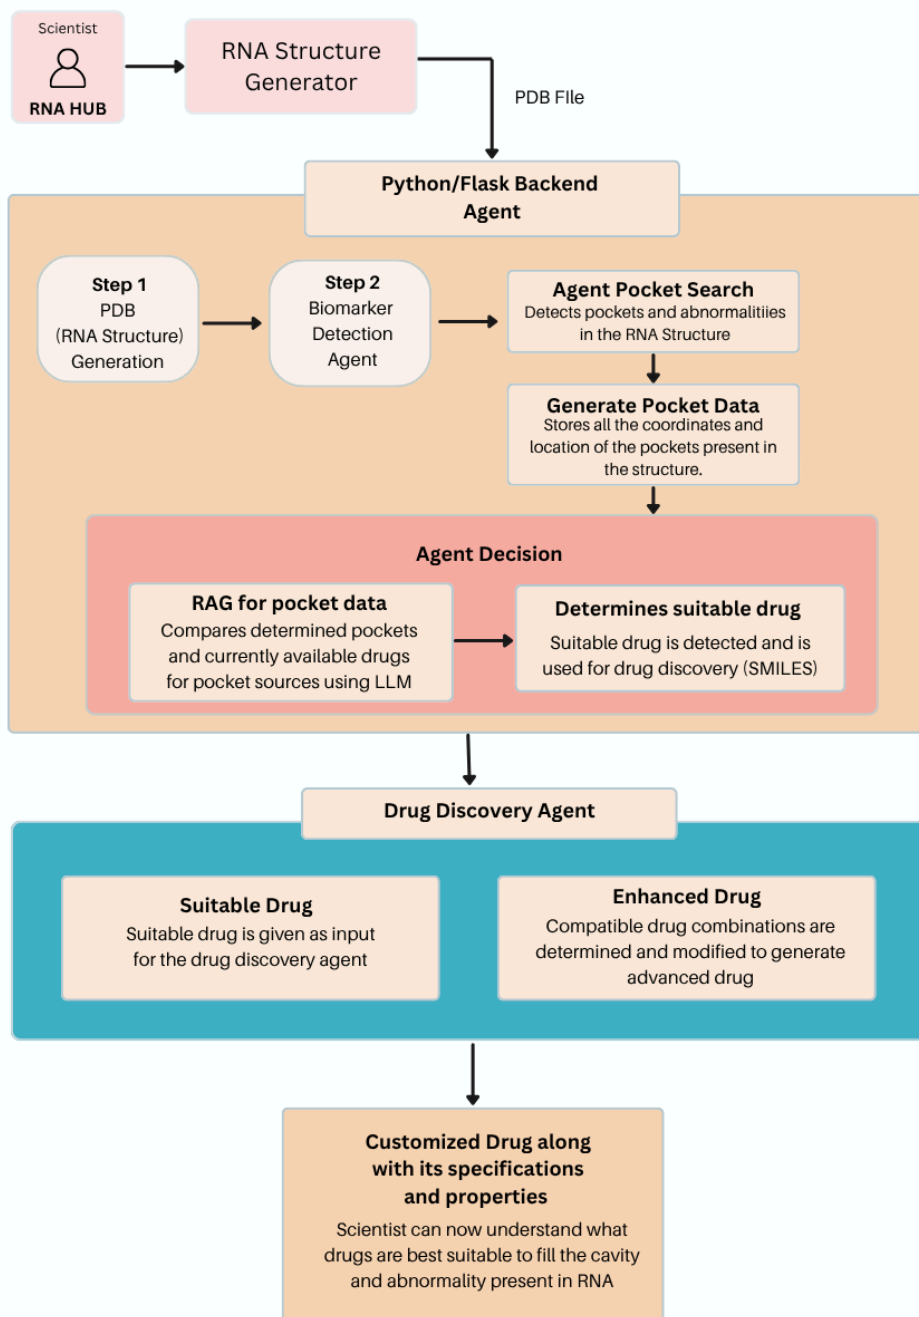 Scientist
RNA HUB
RNA Structure
Generator
PDB FIle
Python/Flask Backend
Agent
Step 1
PDB
(RNA Structure)
Generation
Step 2
Biomarker
Detection
Agent
Agent Pocket Search
Detects pockets and abnormalitiies
in the RNA Structure
Generate Pocket Data
Stores all the coordinates and
location of the pockets present in
the structure.
Agent Decision
RAG for pocket data
Compares determined pockets
and currently available drugs
for pocket sources using LLM
Determines suitable drug
Suitable drug is detected and is
used for drug discovery (SMILES)
Drug Discovery Agent
Suitable Drug
Suitable drug is given as input
for the drug discovery agent
Enhanced Drug
Compatible drug combinations are
determined and modified to generate
advanced drug
Customized Drug along
with its specifications
and properties
Scientist can now understand what
drugs are best suitable to fill the cavity
and abnormality present in RNA